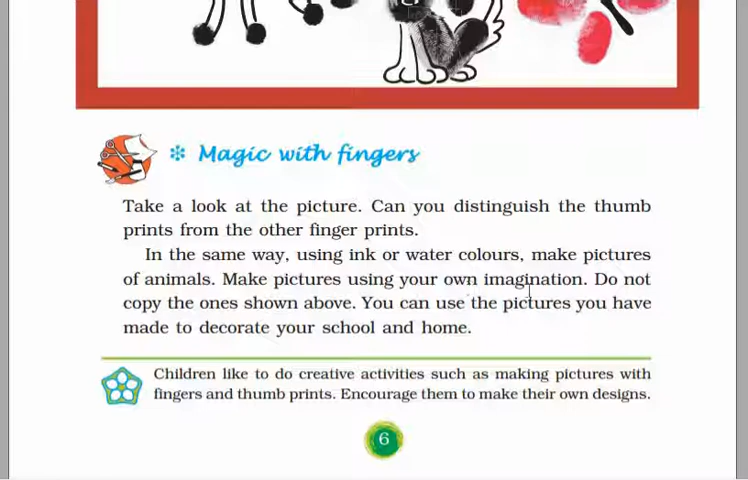 * Magic with fingers
Take a look at the picture. Can you distinguish the thumb
prints from the other finger prints.
In the same way, using ink or water colours, make pictures
of animals. Make pictures using your own imagination. Do not
copy the ones shown above. You can use the pictures you have
made to decorate your school and home.
Children like to do creative activities such as making pictures with
fingers and thumb prints. Encourage them to make their own designs.
6